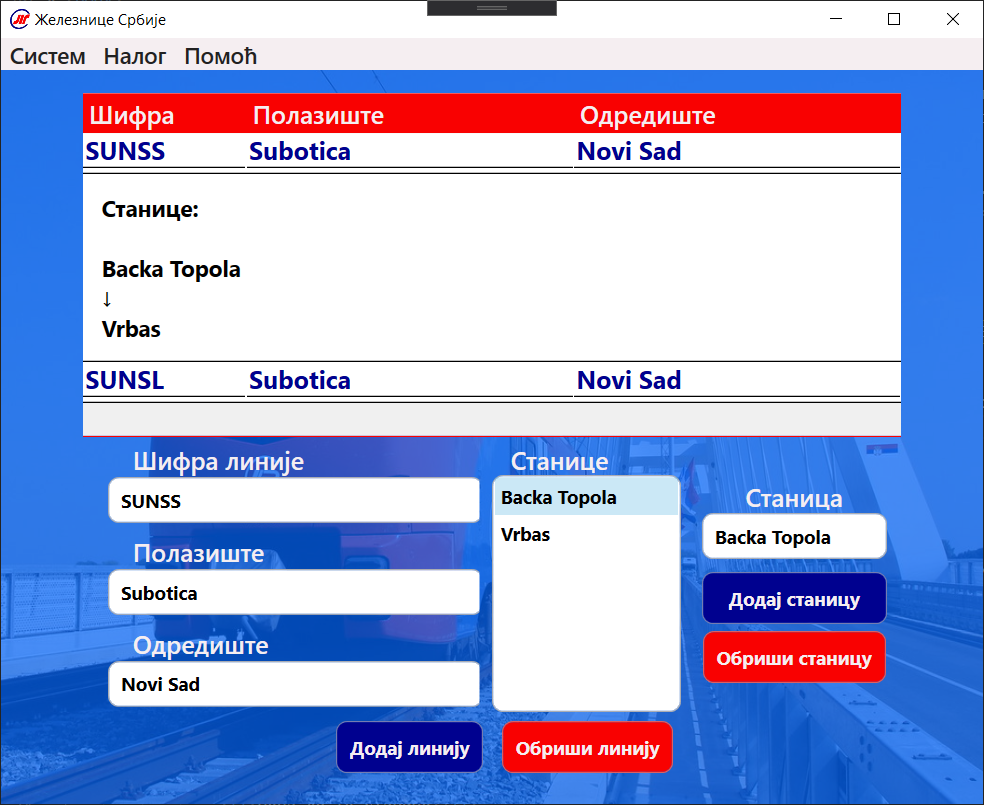 Железнице Србије
Систем Налог Помоћ
Шифра Полазиште Одредиште
SUNSS Subotica Novi Sad
Станице:
Backa Topola
↓
Vrbas
SUNSL Subotica Novi Sad
Шифра линије
SUNSS
Полазиште
Subotica
Одредиште
Novi Sad
Станице
Backa Topola
Vrbas
Станица
Backa Topola
Додај станицу
Обриши станицу
Додај линију
Обриши линију